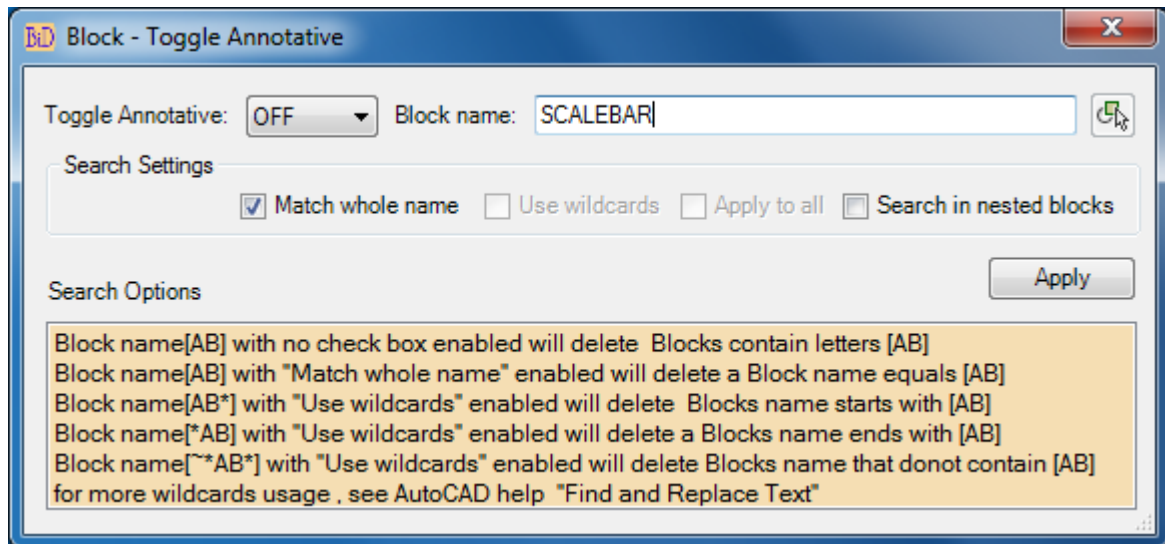 BiD Block - Toggle Annotative
Toggle Annotative: OFF Block name: SCALEBAR
Search Settings
Match whole name Use wildcards Apply to all Search in nested blocks
Apply
Search Options
Block name[AB] with no check box enabled will delete  Blocks contain letters [AB]
Block name[AB] with "Match whole name" enabled will delete a Block name equals [AB]
Block name[AB*] with "Use wildcards" enabled will delete  Blocks name starts with [AB]
Block name[*AB] with "Use wildcards" enabled will delete a Blocks name ends with [AB]
Block name[~*AB*] with "Use wildcards" enabled will delete Blocks name that donot contain [AB]
for more wildcards usage , see AutoCAD help  "Find and Replace Text"